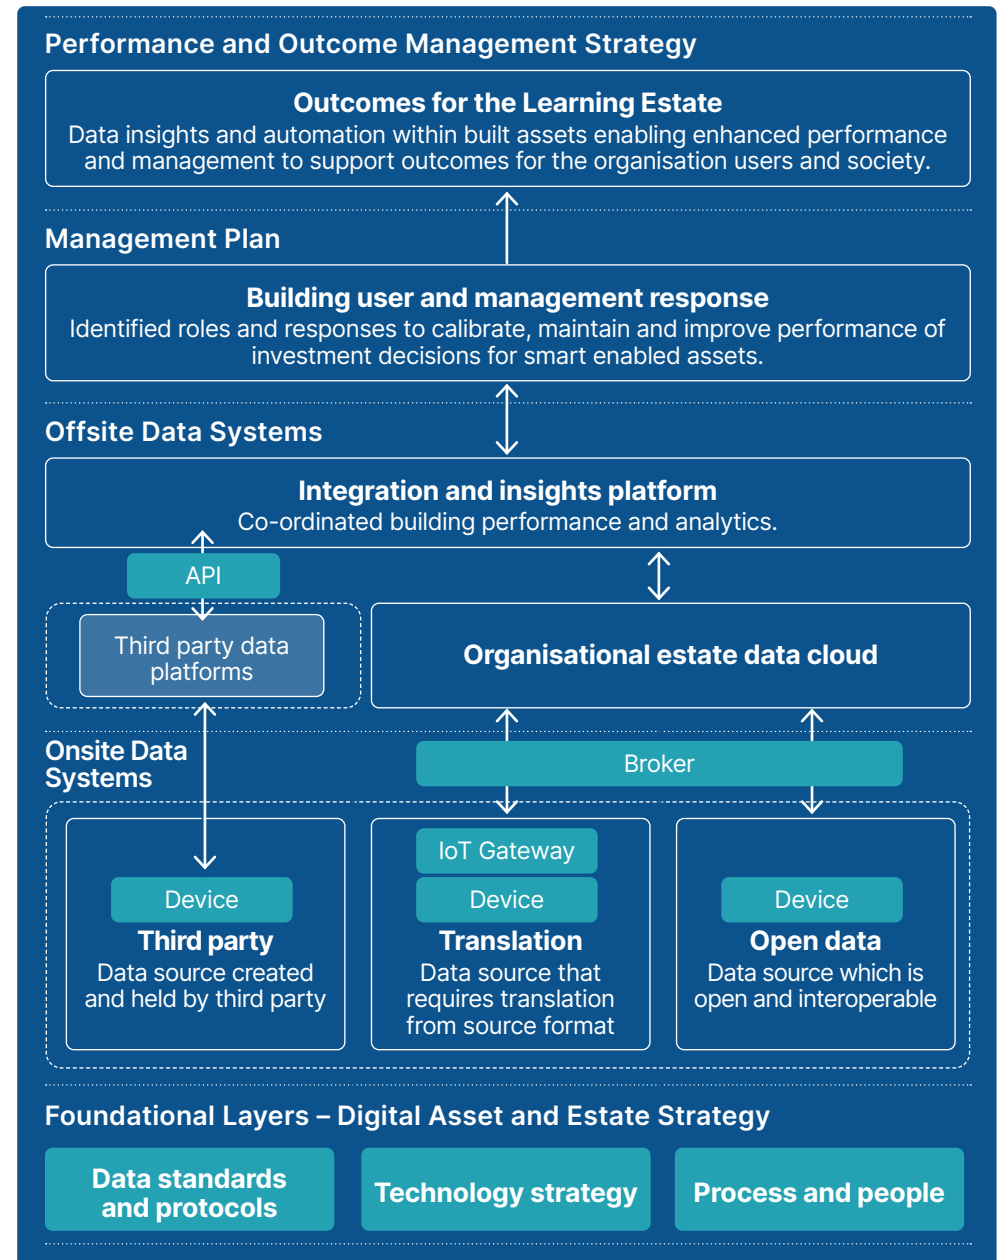 Performance and Outcome Management Strategy
Outcomes for the Learning Estate
Data insights and automation within built assets enabling enhanced performance
and management to support outcomes for the organisation users and society.
Management Plan
Building user and management response
Identified roles and responses to calibrate, maintain and improve performance of
investment decisions for smart enabled assets.
Offsite Data Systems
Integration and insights platform
Co-ordinated building performance and analytics.
API
Third party data
platforms
Organisational estate data cloud
Onsite Data
Systems
Broker
Device
Third party
Data source created
and held by third party
IoT Gateway
Device
Translation
Data source that
requires translation
from source format
Device
Open data
Data source which is
open and interoperable
Foundational Layers – Digital Asset and Estate Strategy
Data standards
and protocols
Technology strategy
Process and people